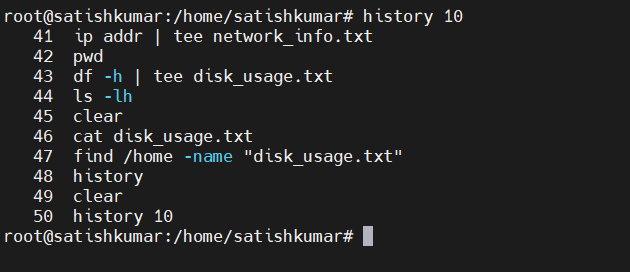 root@satishkumar:/home/satishkumar# history 10
41 ip addr | tee network_info.txt
42 pwd
43 df -h | tee disk_usage.txt
44 ls -lh
45 clear
46 cat disk_usage.txt
47 find /home -name "disk_usage.txt"
48 history
49 clear
50 history 10
root@satishkumar:/home/satishkumar#